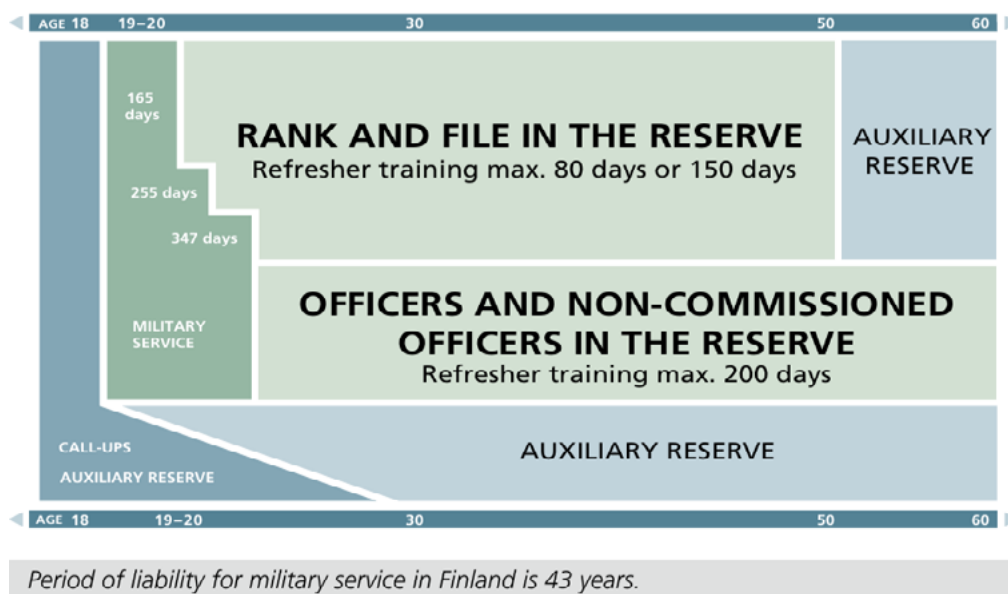 AGE 18 19–20 30 50 60
165
days
255 days
347 days
MILITARY
SERVICE
RANK AND FILE IN THE RESERVE
Refresher training max. 80 days or 150 days
AUXILIARY
RESERVE
OFFICERS AND NON-COMMISSIONED
OFFICERS IN THE RESERVE
Refresher training max. 200 days
CALL-UPS
AUXILIARY RESERVE
AUXILIARY RESERVE
AGE 18 19–20 30 50 60
Period of liability for military service in Finland is 43 years.